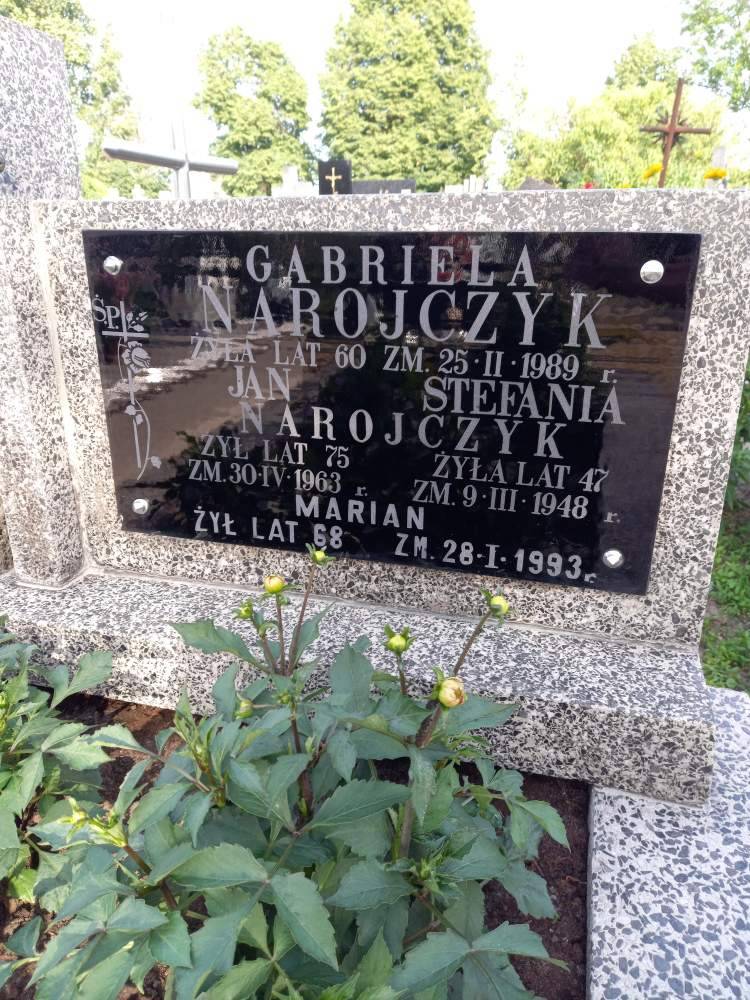 ŚP.
GABRIELA
NAROJCZYK
ŻYŁA LAT 60 ZM. 25·II·1989 r.
JAN STEFANIA
NAROJCZYK
ŻYŁ LAT 75 ŻYŁA LAT 47
ZM.30·IV·1963 r. ZM.9·III·1948 r.
MARIAN
ŻYŁ LAT 68 ZM. 28·I·1993 r.